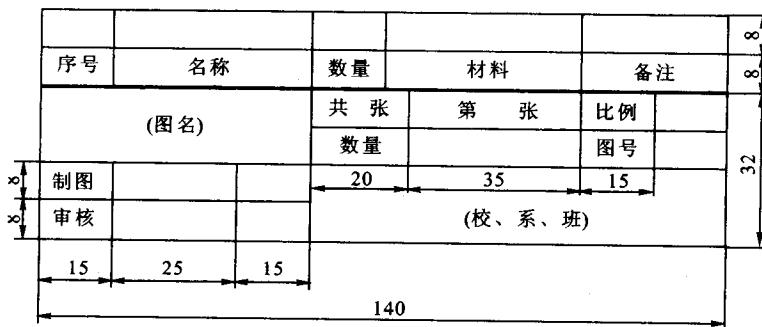 8
序号 名称 数量 材料 备注 8
共 张 第 张 比例
(图名)
数量 图号
32
8 制图 20 35 15
8 审核 (校、系、班)
15 25 15
140